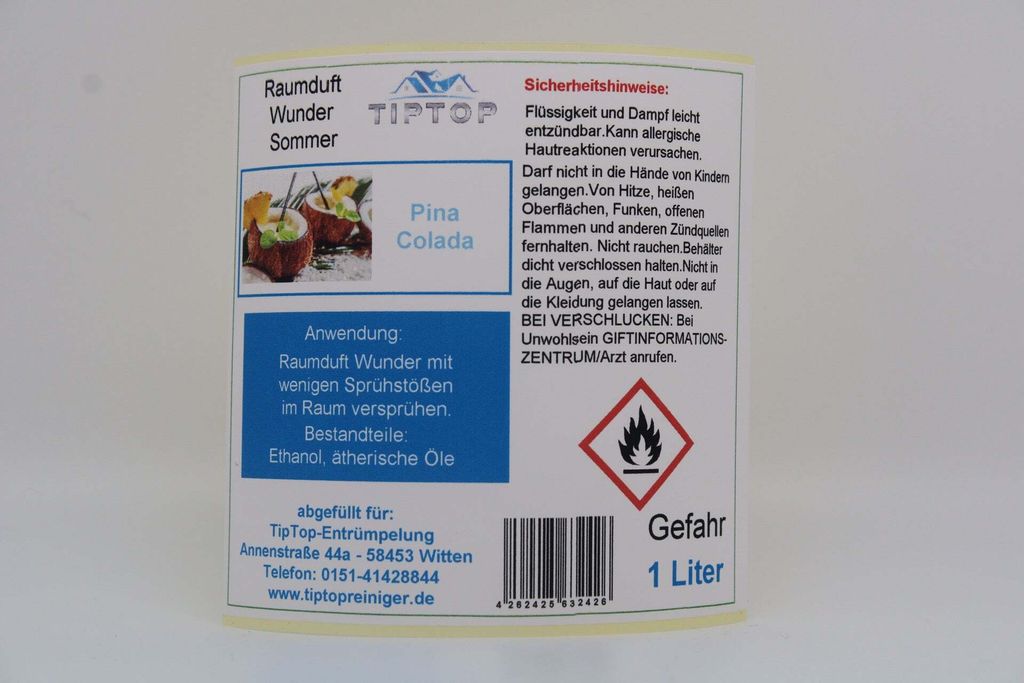 Raumduft
Wunder
Sommer
TIPTOP
Pina
Colada
Anwendung:
Raumduft Wunder mit
wenigen Sprühstößen
im Raum versprühen.
Bestandteile:
Ethanol, ätherische Öle
abgefüllt für:
TipTop-Entrümpelung
Annenstraße 44a - 58453 Witten
Telefon: 0151-41428844
www.tiptopreiniger.de
Sicherheitshinweise:
Flüssigkeit und Dampf leicht
entzündbar.Kann allergische
Hautreaktionen verursachen.
Darf nicht in die Hände von Kindern
gelangen.Von Hitze, heißen
Oberflächen, Funken, offenen
Flammen und anderen Zündquellen
fernhalten. Nicht rauchen.Behälter
dicht verschlossen halten.Nicht in
die Augen, auf die Haut oder auf
die Kleidung gelangen lassen.
BEI VERSCHLUCKEN: Bei
Unwohlsein GIFTINFORMATIONS-
ZENTRUM/Arzt anrufen.
Gefahr
1 Liter
4 262425 632426